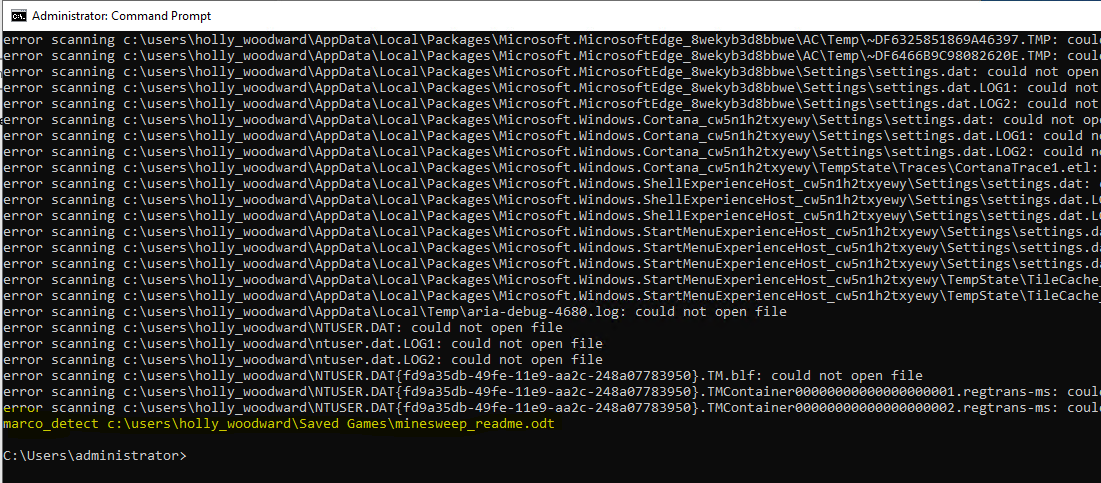 Administrator: Command Prompt
error scanning c:\users\holly_woodward\AppData\Local\Packages\Microsoft.MicrosoftEdge_8wekyb3d8bbwe\AC\Temp\~DF6325851869A46397.TMP: coul
error scanning c:\users\holly_woodward\AppData\Local\Packages\Microsoft.MicrosoftEdge_8wekyb3d8bbwe\AC\Temp\~DF6466B9C98082620E.TMP: coul
error scanning c:\users\holly_woodward\AppData\Local\Packages\Microsoft.MicrosoftEdge_8wekyb3d8bbwe\Settings\settings.dat: could not open
error scanning c:\users\holly_woodward\AppData\Local\Packages\Microsoft.MicrosoftEdge_8wekyb3d8bbwe\Settings\settings.dat.LOG1: could not
error scanning c:\users\holly_woodward\AppData\Local\Packages\Microsoft.MicrosoftEdge_8wekyb3d8bbwe\Settings\settings.dat.LOG2: could not
error scanning c:\users\holly_woodward\AppData\Local\Packages\Microsoft.Windows.Cortana_cw5n1h2txyewy\Settings\settings.dat: could not ope
error scanning c:\users\holly_woodward\AppData\Local\Packages\Microsoft.Windows.Cortana_cw5n1h2txyewy\Settings\settings.dat.LOG1: could no
error scanning c:\users\holly_woodward\AppData\Local\Packages\Microsoft.Windows.Cortana_cw5n1h2txyewy\Settings\settings.dat.LOG2: could no
error scanning c:\users\holly_woodward\AppData\Local\Packages\Microsoft.Windows.Cortana_cw5n1h2txyewy\TempState\Traces\CortanaTrace1.etl:
error scanning c:\users\holly_woodward\AppData\Local\Packages\Microsoft.Windows.ShellExperienceHost_cw5n1h2txyewy\Settings\settings.dat: c
error scanning c:\users\holly_woodward\AppData\Local\Packages\Microsoft.Windows.ShellExperienceHost_cw5n1h2txyewy\Settings\settings.dat.LO
error scanning c:\users\holly_woodward\AppData\Local\Packages\Microsoft.Windows.ShellExperienceHost_cw5n1h2txyewy\Settings\settings.dat.LO
error scanning c:\users\holly_woodward\AppData\Local\Packages\Microsoft.Windows.StartMenuExperienceHost_cw5n1h2txyewy\Settings\settings.da
error scanning c:\users\holly_woodward\AppData\Local\Packages\Microsoft.Windows.StartMenuExperienceHost_cw5n1h2txyewy\Settings\settings.da
error scanning c:\users\holly_woodward\AppData\Local\Packages\Microsoft.Windows.StartMenuExperienceHost_cw5n1h2txyewy\Settings\settings.da
error scanning c:\users\holly_woodward\AppData\Local\Packages\Microsoft.Windows.StartMenuExperienceHost_cw5n1h2txyewy\TempState\TileCache_
error scanning c:\users\holly_woodward\AppData\Local\Packages\Microsoft.Windows.StartMenuExperienceHost_cw5n1h2txyewy\TempState\TileCache_
error scanning c:\users\holly_woodward\AppData\Local\Temp\aria-debug-4680.log: could not open file
error scanning c:\users\holly_woodward\NTUSER.DAT: could not open file
error scanning c:\users\holly_woodward\ntuser.dat.LOG1: could not open file
error scanning c:\users\holly_woodward\ntuser.dat.LOG2: could not open file
error scanning c:\users\holly_woodward\NTUSER.DAT{fd9a35db-49fe-11e9-aa2c-248a07783950}.TM.blf: could not open file
error scanning c:\users\holly_woodward\NTUSER.DAT{fd9a35db-49fe-11e9-aa2c-248a07783950}.TMContainer00000000000000000001.regtrans-ms: coul
error scanning c:\users\holly_woodward\NTUSER.DAT{fd9a35db-49fe-11e9-aa2c-248a07783950}.TMContainer00000000000000000002.regtrans-ms: coul
marco_detect c:\users\holly_woodward\Saved Games\minesweep_readme.odt
C:\Users\administrator>